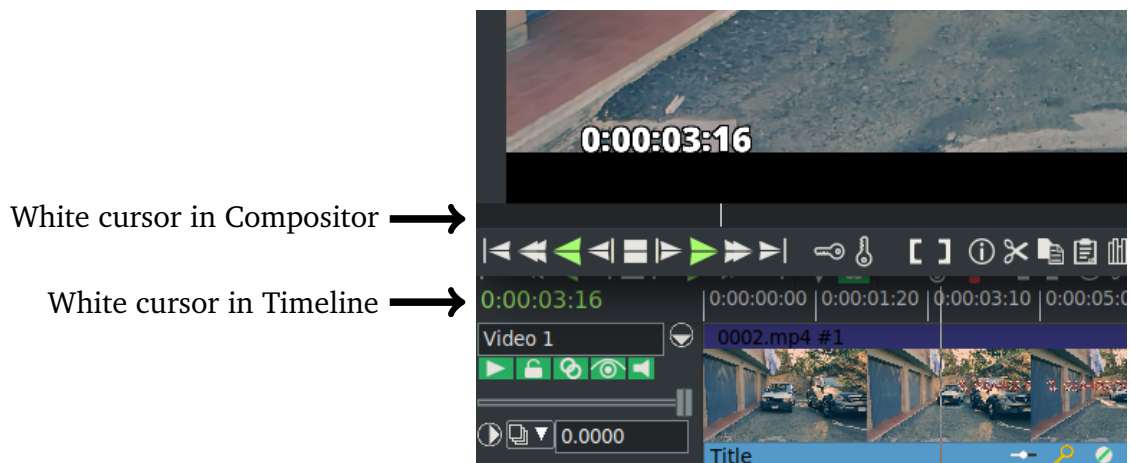 0:00:03:16
White cursor in Compositor
White cursor in Timeline
0:00:03:16
0:00:00:00 0:00:01:20 0:00:03:10 0:00:05:0
Video 1
0002.mp4 #1
0.0000
Title